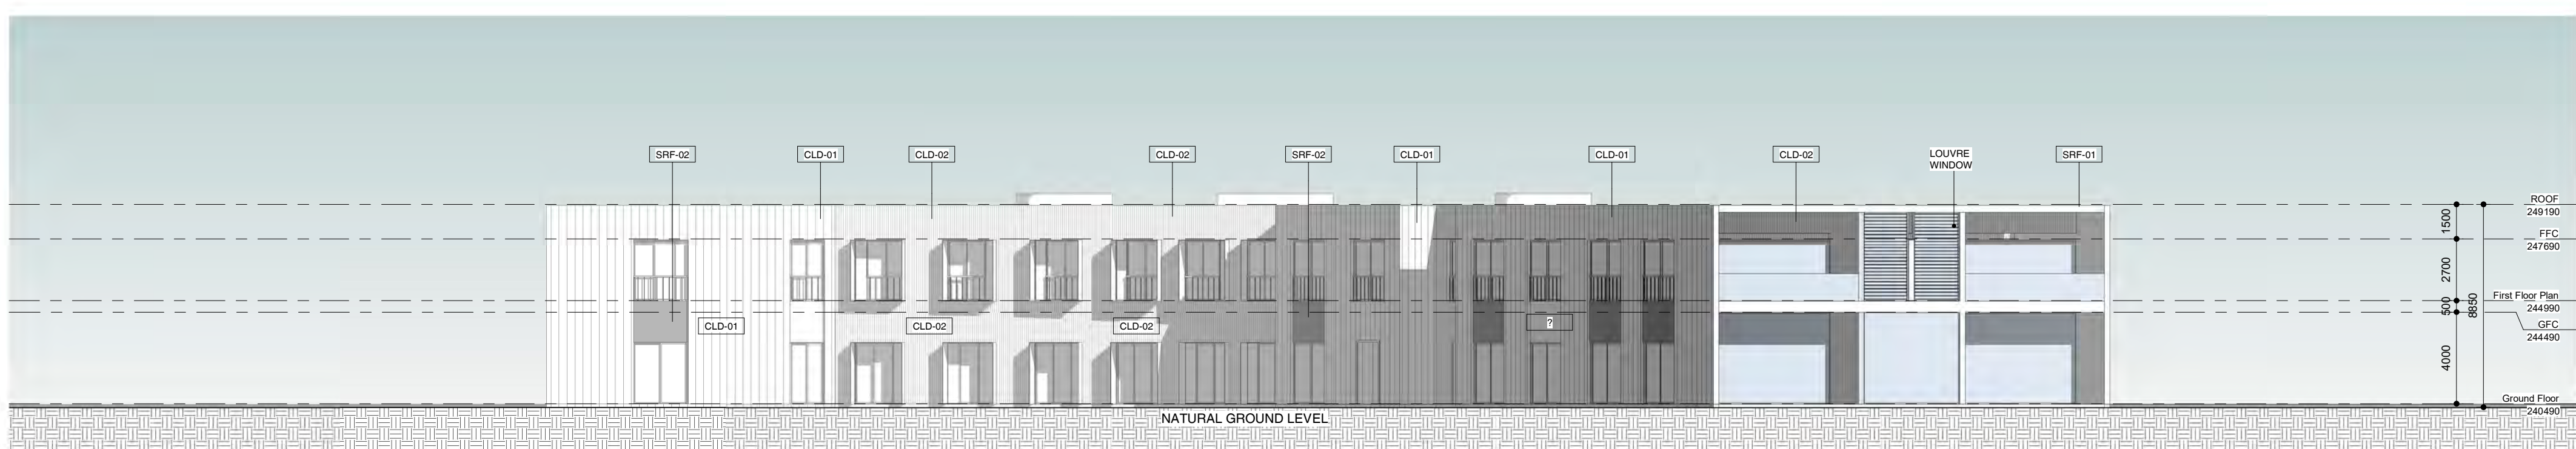 SRF-02
CLD-01
CLD-02
CLD-02
SRF-02
CLD-01
CLD-01
CLD-02
LOUVRE
WINDOW
SRF-01
ROOF
249190
1500
FFC
247690
2700
First Floor Plan
244990
500
8850
GFC
244490
CLD-01
CLD-02
CLD-02
?
4000
Ground Floor
240490
NATURAL GROUND LEVEL